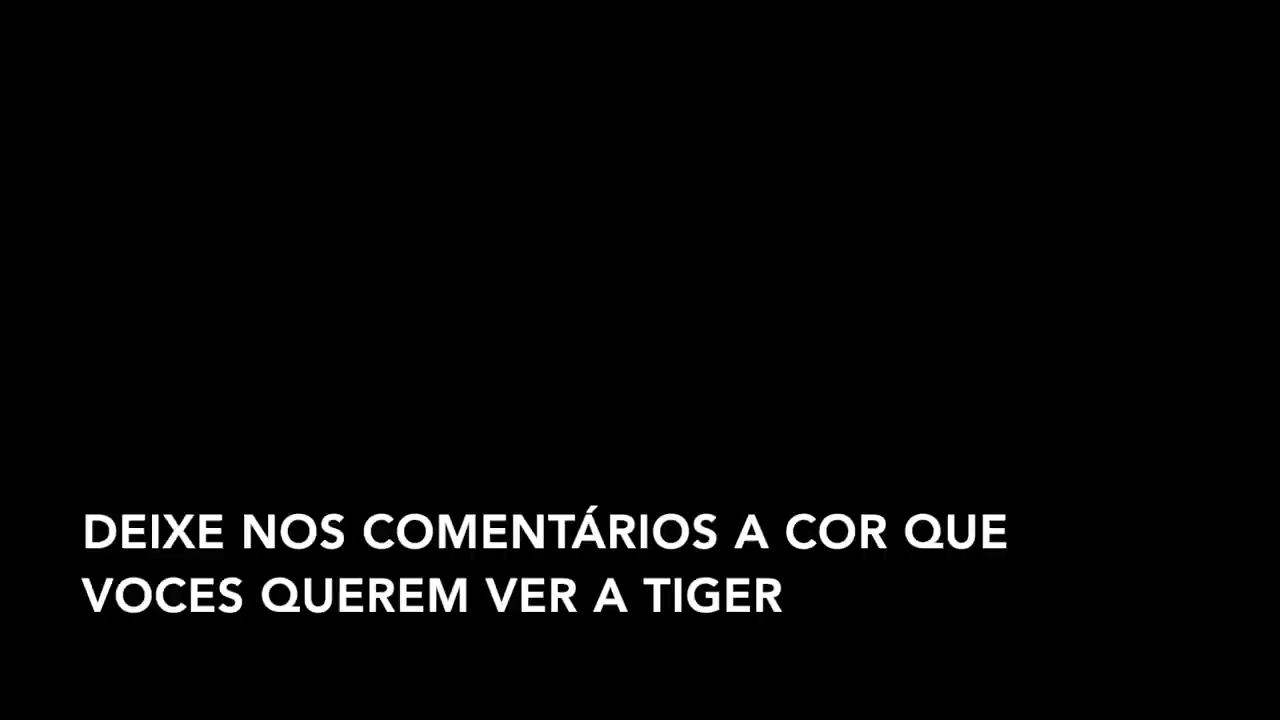 DEIXE NOS COMENTÁRIOS A COR QUE
VOCES QUEREM VER A TIGER